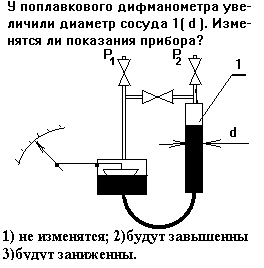 У поплавкового дифманометра уве-
личили диаметр сосуда 1( d ). Изме-
нятся ли показания прибора?
P1 P2
1
d
1) не изменятся; 2)будут завышенны
3)будут заниженны.